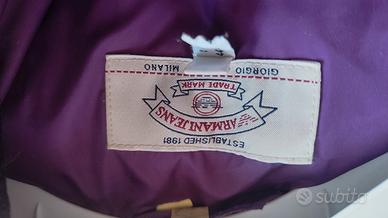 GIORGIO MILANO
TRADE MARK
ARMANI JEANS
ESTABLISHED 1981
subito